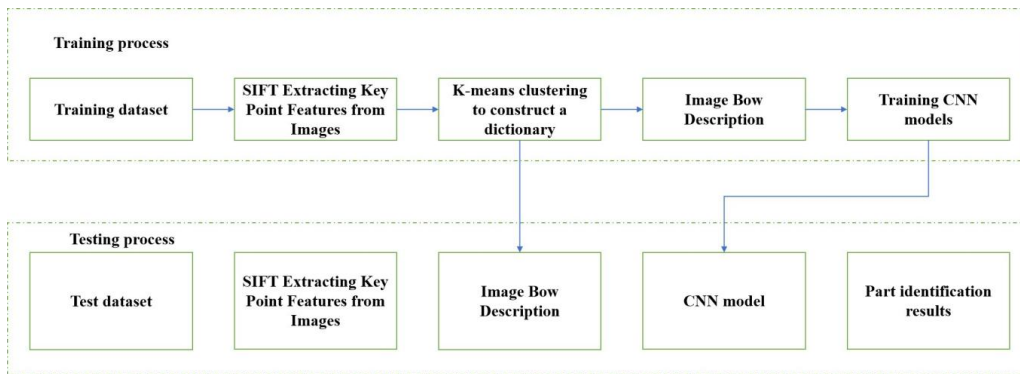 Training process
Training dataset
SIFT Extracting Key
Point Features from
Images
K-means clustering
to construct a
dictionary
Image Bow
Description
Training CNN
models
Testing process
Test dataset
SIFT Extracting Key
Point Features from
Images
Image Bow
Description
CNN model
Part identification
results